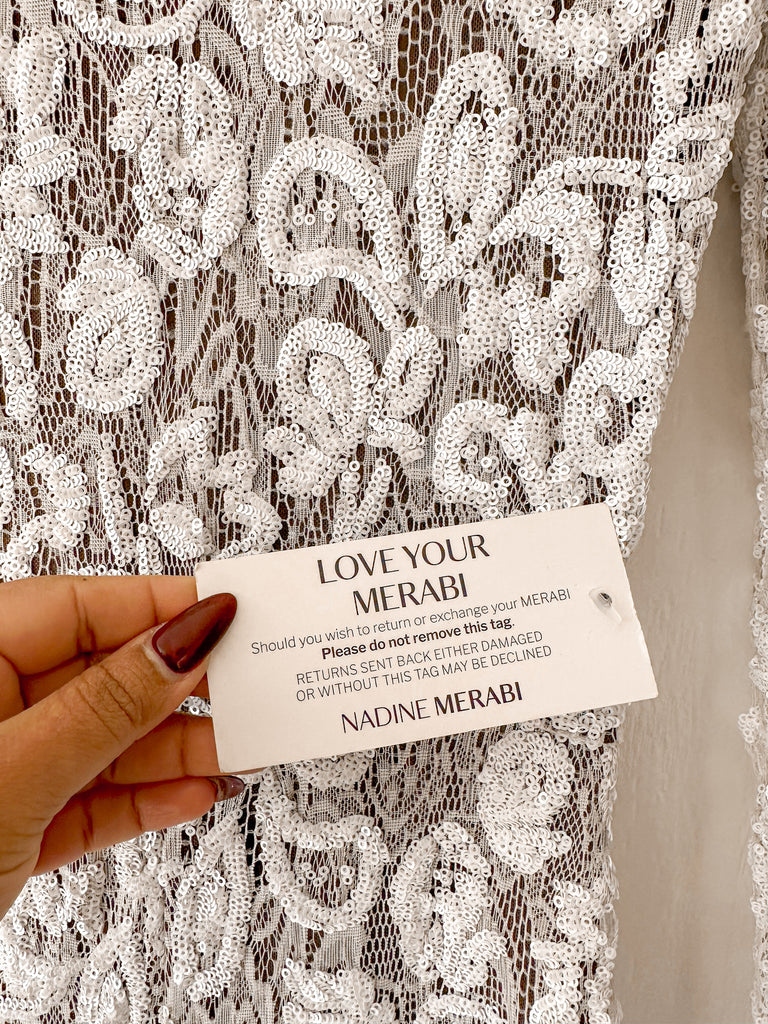 LOVE YOUR
MERABI
Should you wish to return or exchange your MERABI
Please do not remove this tag.
RETURNS SENT BACK EITHER DAMAGED
OR WITHOUT THIS TAG MAY BE DECLINED
NADINE MERABI